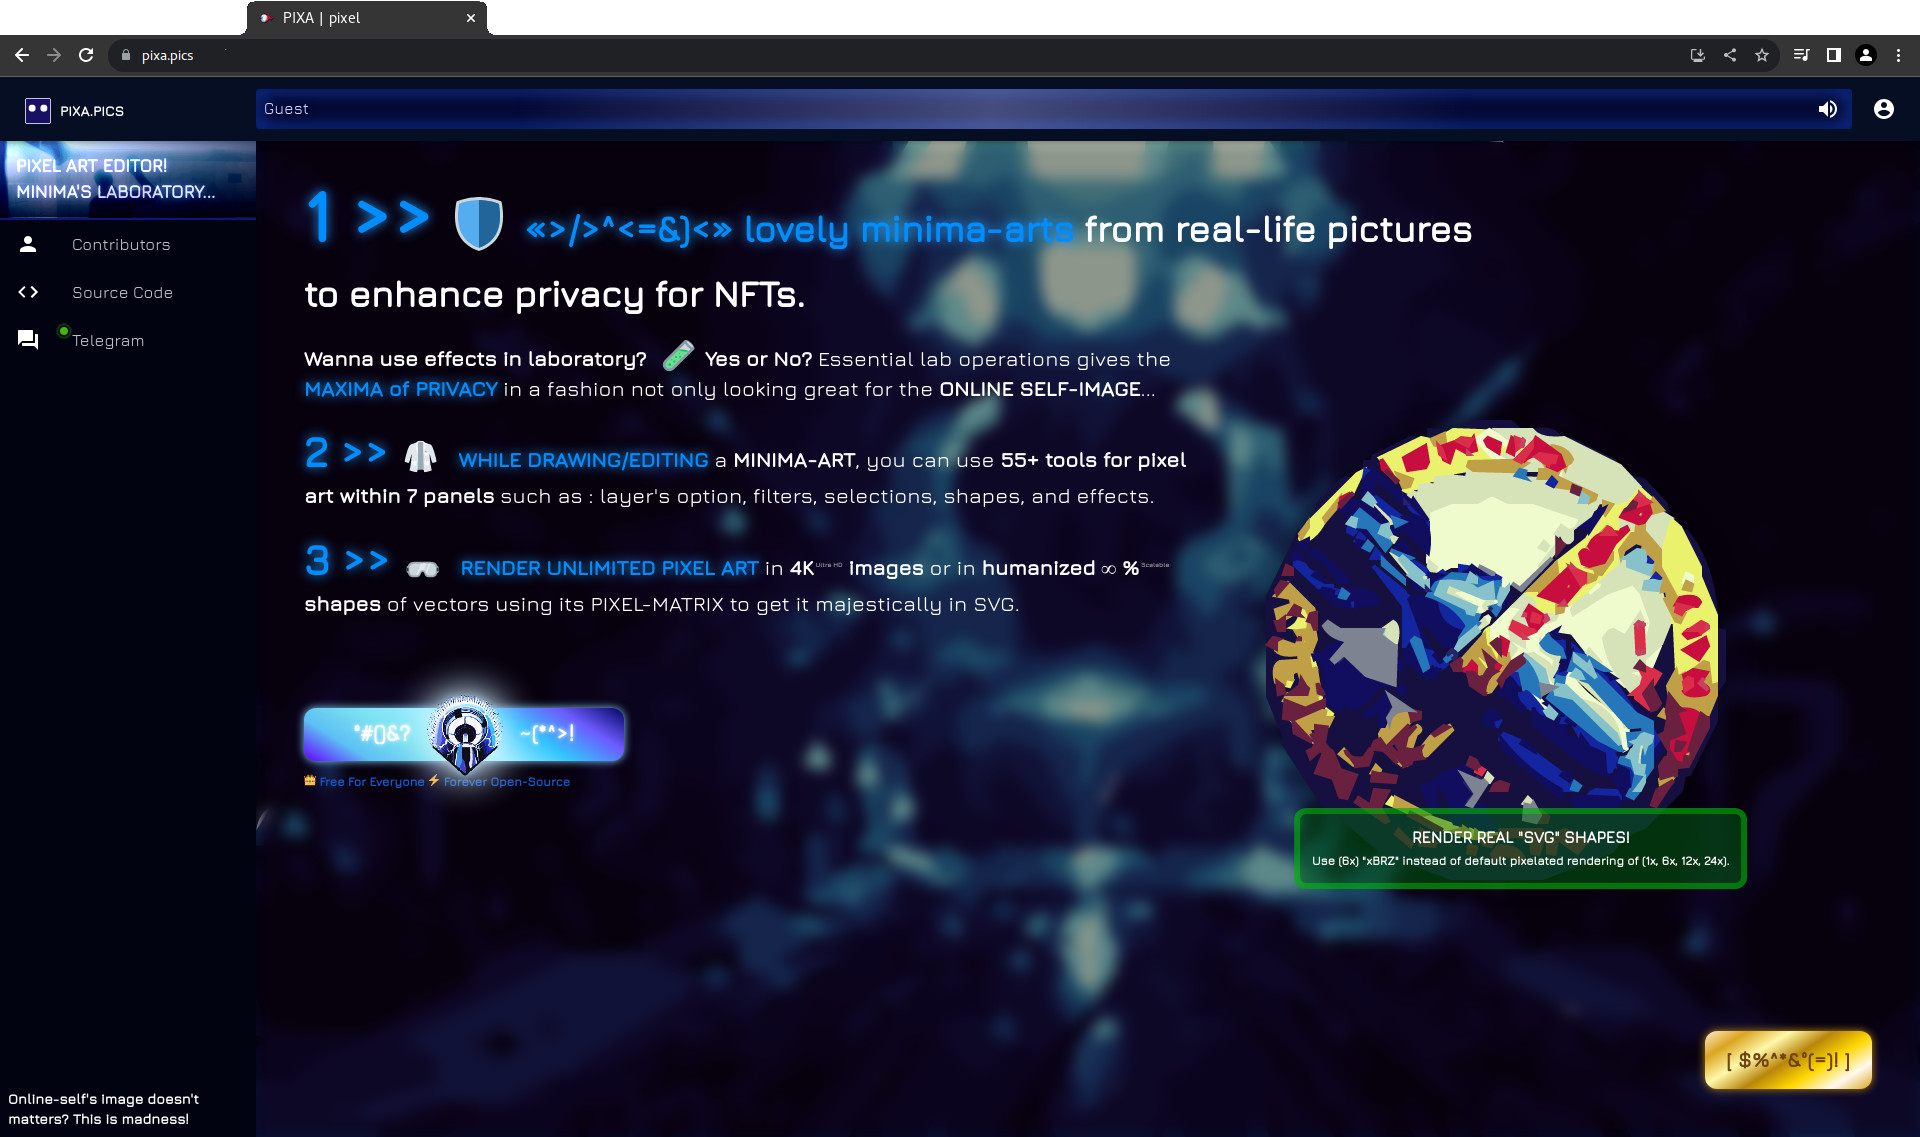 PIXA | pixel
pixa.pics
PIXA.PICS
Guest
PIXEL ART EDITOR!
MINIMA'S LABORATORY...
Contributors
Source Code
Telegram
1 >> «>/>^<=&)<» lovely minima-arts from real-life pictures
to enhance privacy for NFTs.
Wanna use effects in laboratory? Yes or No? Essential lab operations gives the
MAXIMA of PRIVACY in a fashion not only looking great for the ONLINE SELF-IMAGE...
2 >> WHILE DRAWING/EDITING a MINIMA-ART, you can use 55+ tools for pixel
art within 7 panels such as : layer's option, filters, selections, shapes, and effects.
3 >> RENDER UNLIMITED PIXEL ART in 4K Ultra HD images or in humanized ∞ % Scalable
shapes of vectors using its PIXEL-MATRIX to get it majestically in SVG.
°#()&? ~(*^>!
Free For Everyone ⚡ Forever Open-Source
RENDER REAL "SVG" SHAPES!
Use (6x) "xBRZ" instead of default pixelated rendering of (1x, 6x, 12x, 24x).
[ $%^*&°(=)! ]
Online-self's image doesn't
matters? This is madness!